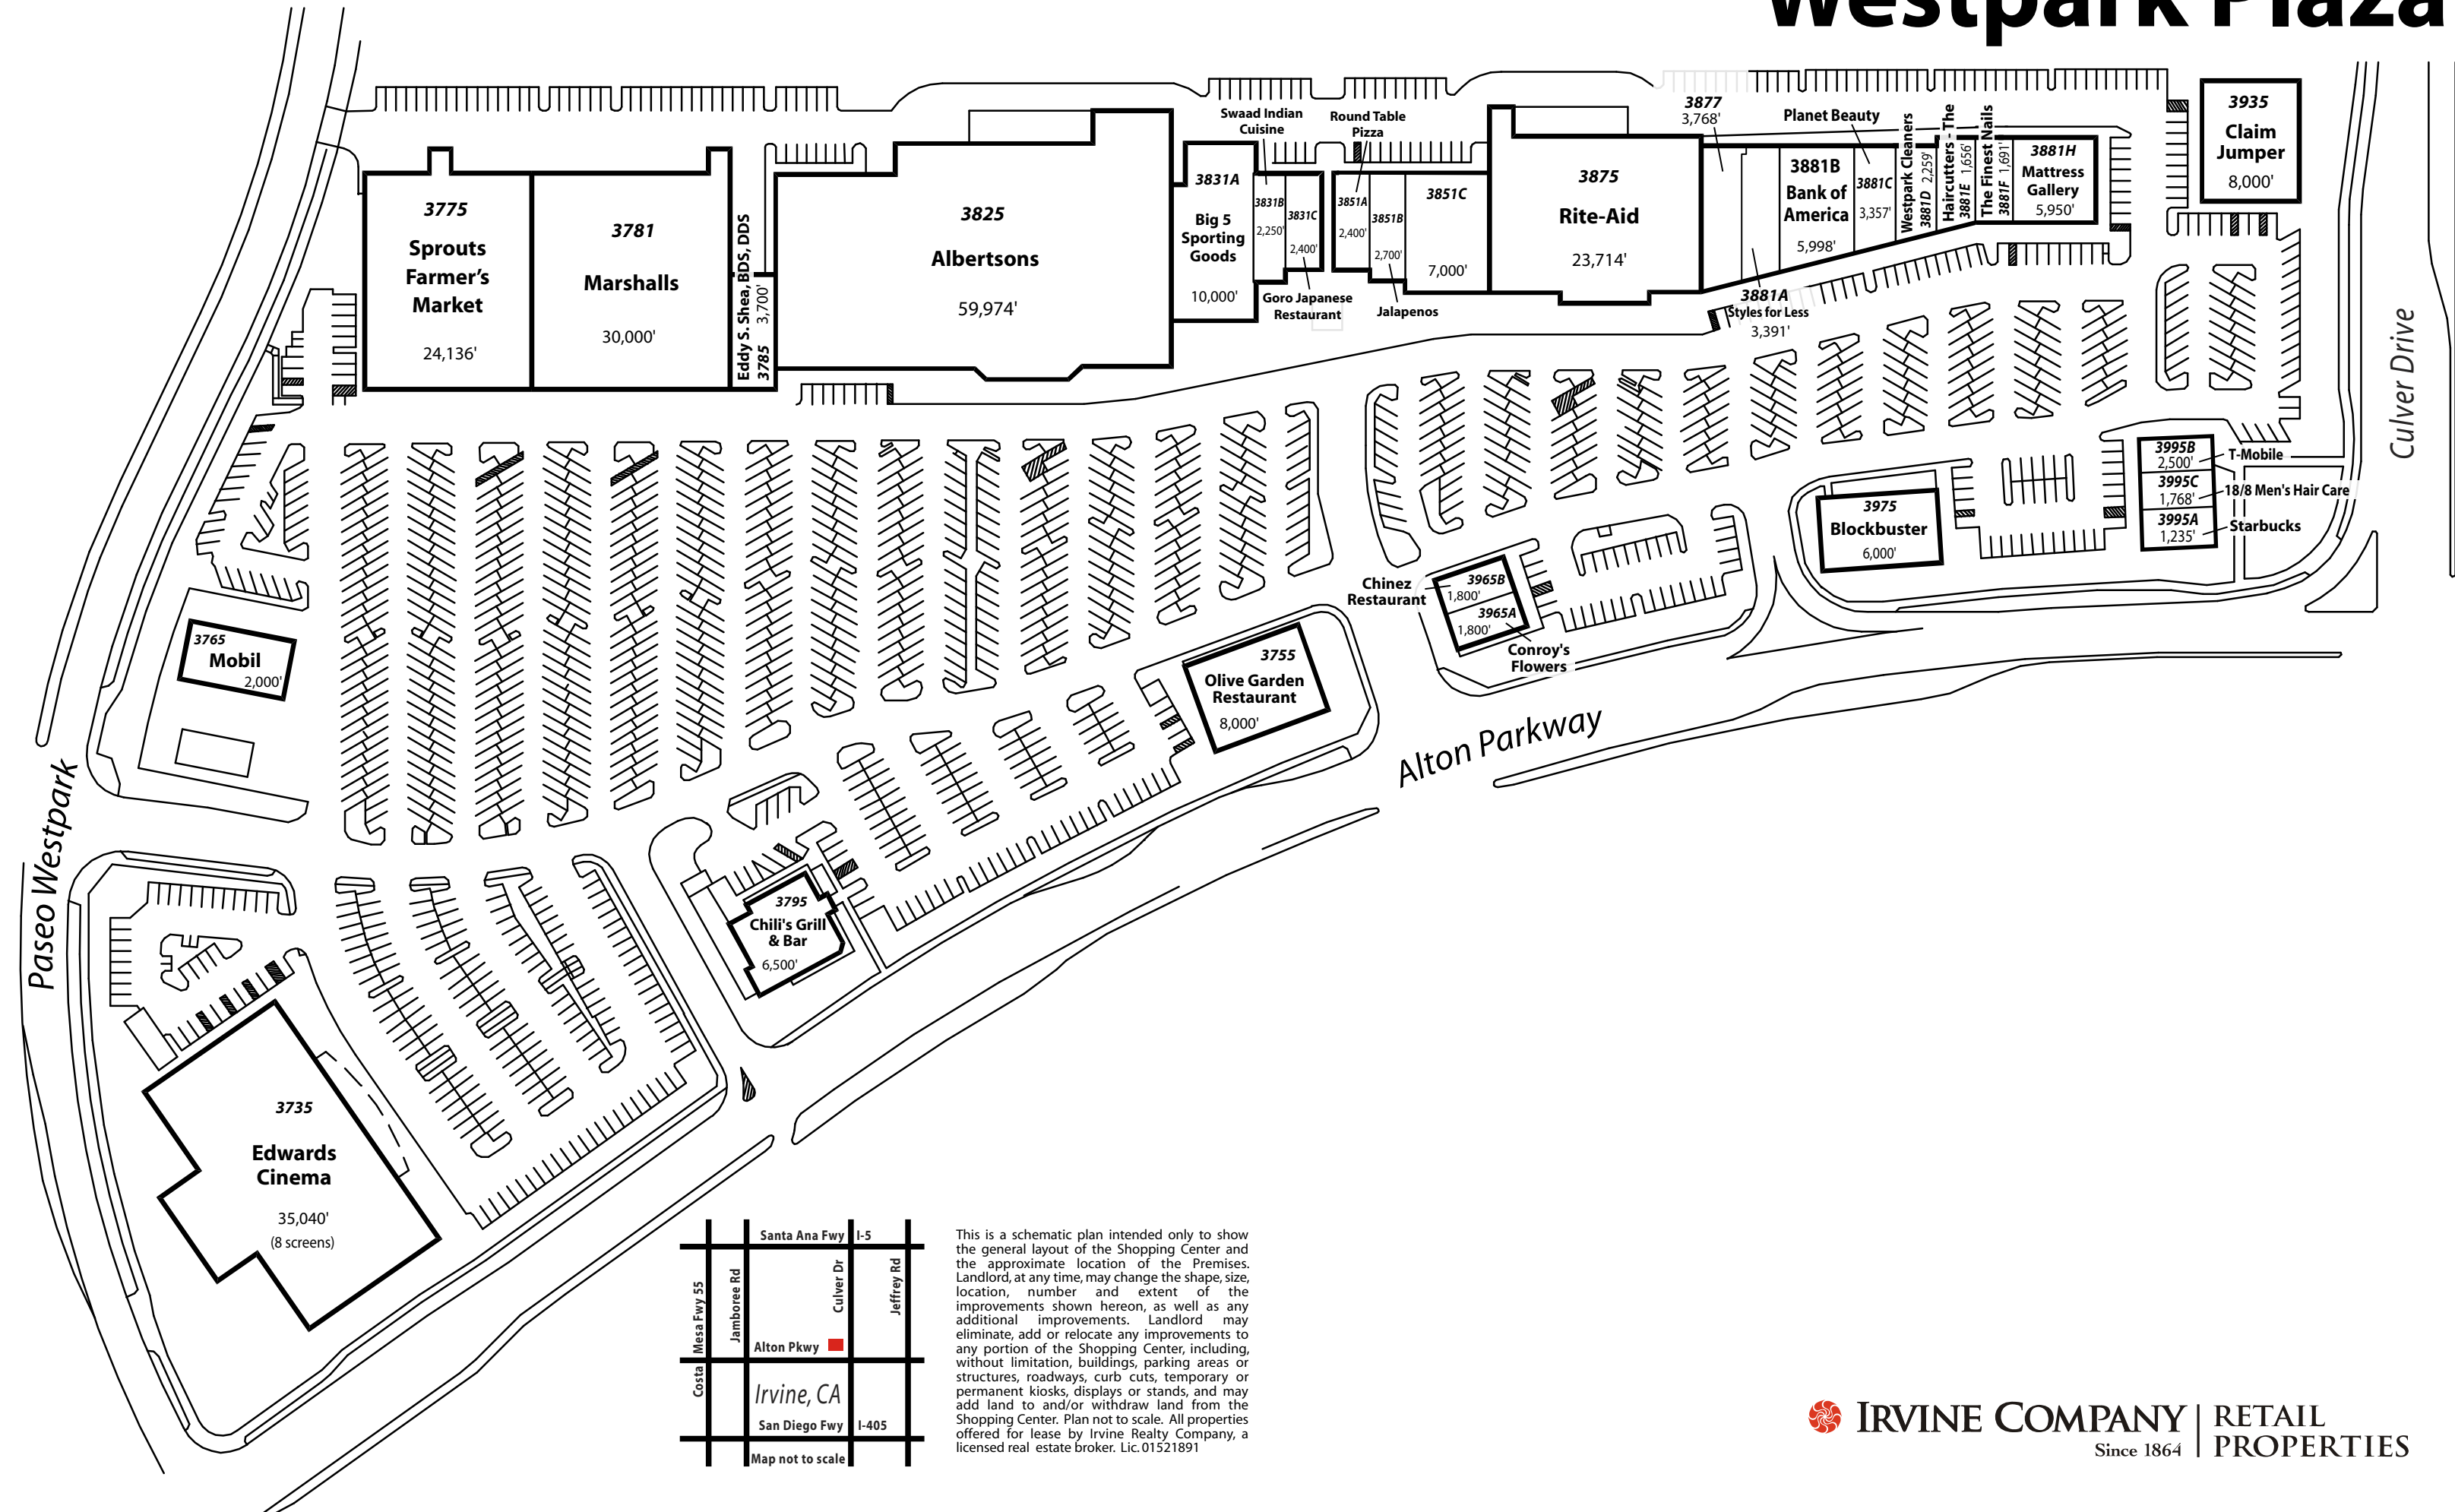 Westpark Plaza
3775
Sprouts
Farmer's
Market
24,136'
3781
Marshalls
30,000'
Eddy S. Shea, BDS, DDS
3785 3,700'
3825
Albertsons
59,974'
3831A
Big 5
Sporting
Goods
10,000'
Swaad Indian
Cuisine
3831B
2,250'
3831C
2,400'
Goro Japanese
Restaurant
Round Table
Pizza
3851A
2,400'
3851B
2,700'
Jalapenos
3851C
7,000'
3875
Rite-Aid
23,714'
3877
3,768'
3881A
Styles for Less
3,391'
3881B
Bank of
America
5,998'
Planet Beauty
3881C
3,357'
Westpark Cleaners
3881D 2,259'
Haircutters - The
3881E 1,656'
The Finest Nails
3881F 1,691'
3881H
Mattress
Gallery
5,950'
3935
Claim
Jumper
8,000'
Culver Drive
3995B
2,500'
T-Mobile
3995C
1,768'
18/8 Men's Hair Care
3995A
1,235'
Starbucks
3975
Blockbuster
6,000'
Chinez
Restaurant
3965B
1,800'
3965A
1,800'
Conroy's
Flowers
3765
Mobil
2,000'
3755
Olive Garden
Restaurant
8,000'
Alton Parkway
Paseo Westpark
3795
Chili's Grill
& Bar
6,500'
3735
Edwards
Cinema
35,040'
(8 screens)
Santa Ana Fwy I-5
Costa Mesa Fwy 55
Jamboree Rd
Culver Dr
Jeffrey Rd
Alton Pkwy
Irvine, CA
San Diego Fwy I-405
Map not to scale
This is a schematic plan intended only to show
the general layout of the Shopping Center and
the approximate location of the Premises.
Landlord, at any time, may change the shape, size,
location, number and extent of the
improvements shown hereon, as well as any
additional improvements. Landlord may
eliminate, add or relocate any improvements to
any portion of the Shopping Center, including,
without limitation, buildings, parking areas or
structures, roadways, curb cuts, temporary or
permanent kiosks, displays or stands, and may
add land to and/or withdraw land from the
Shopping Center. Plan not to scale. All properties
offered for lease by Irvine Realty Company, a
licensed real estate broker. Lic. 01521891
IRVINE COMPANY
Since 1864
RETAIL
PROPERTIES